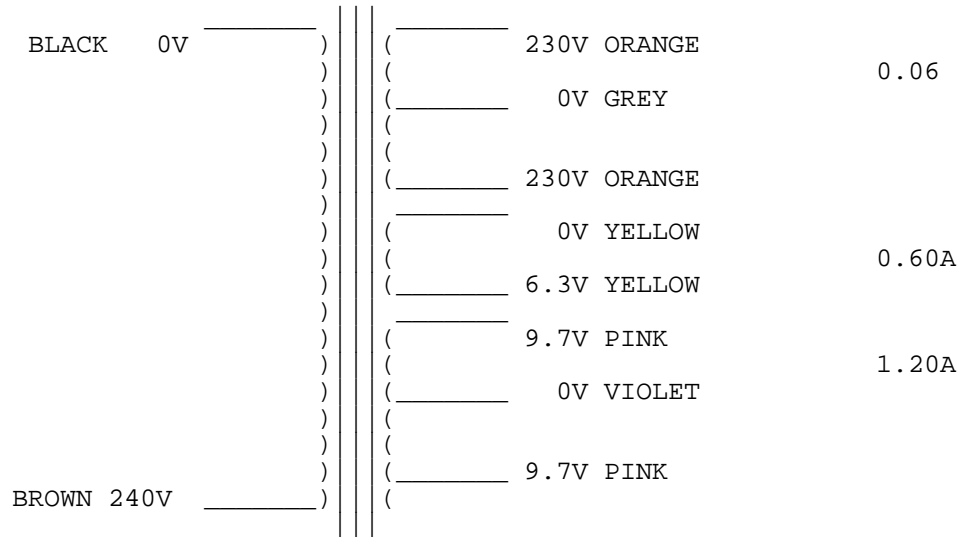 BLACK 0V
230V ORANGE
0.06
0V GREY
230V ORANGE
0V YELLOW
0.60A
6.3V YELLOW
9.7V PINK
1.20A
0V VIOLET
9.7V PINK
BROWN 240V